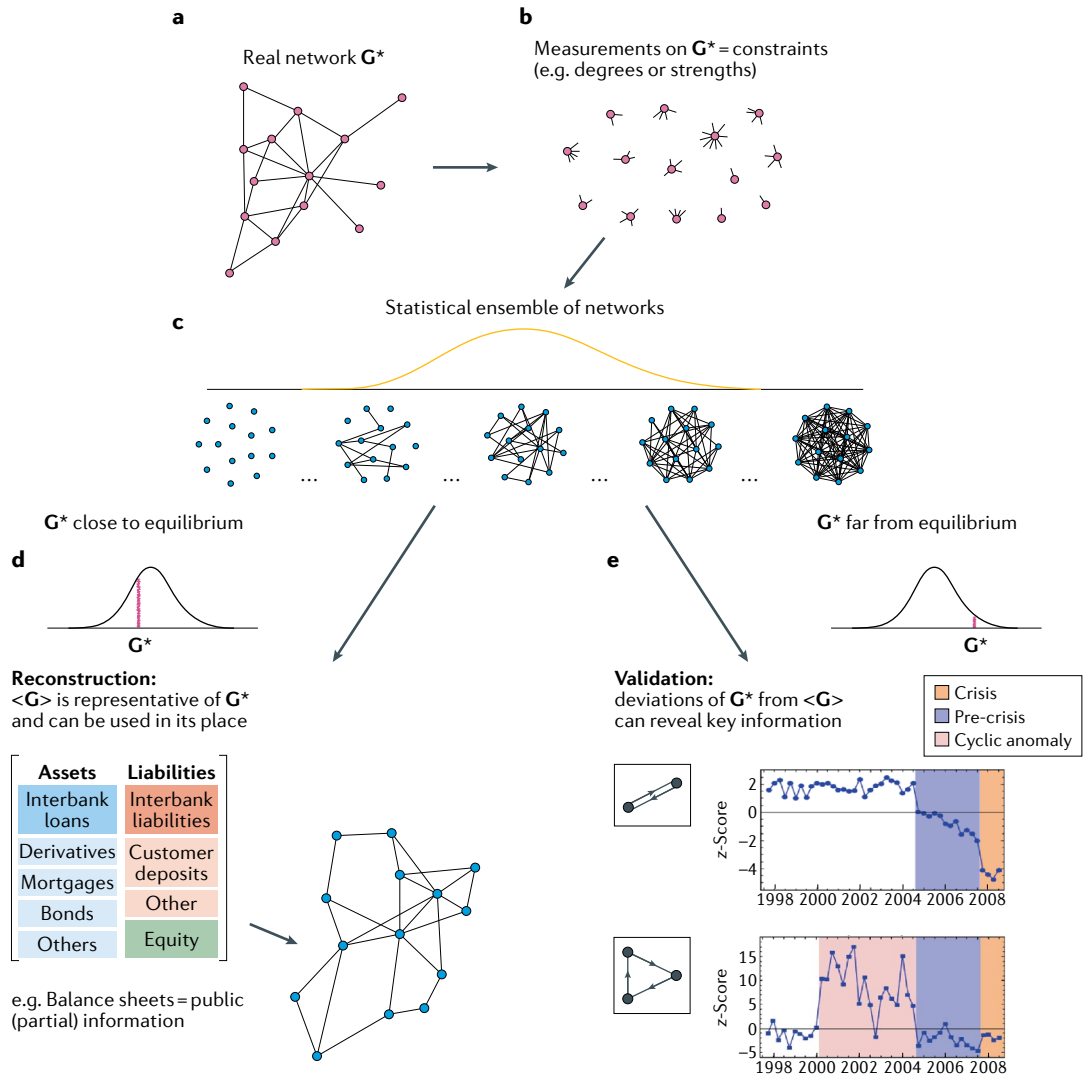 a
Real network G*
b
Measurements on G* = constraints
(e.g. degrees or strengths)
Statistical ensemble of networks
c
... ... ... ...
G* close to equilibrium
G* far from equilibrium
d
G*
Reconstruction:
<G> is representative of G*
and can be used in its place
Assets
Liabilities
Interbank
loans
Interbank
liabilities
Derivatives
Customer
deposits
Mortgages
Bonds
Other
Others
Equity
e.g. Balance sheets = public
(partial) information
e
G*
Validation:
deviations of G* from <G>
can reveal key information
Crisis
Pre-crisis
Cyclic anomaly
z-Score
2
0
−2
−4
1998 2000 2002 2004 2006 2008
z-Score
15
10
5
0
−5
1998 2000 2002 2004 2006 2008